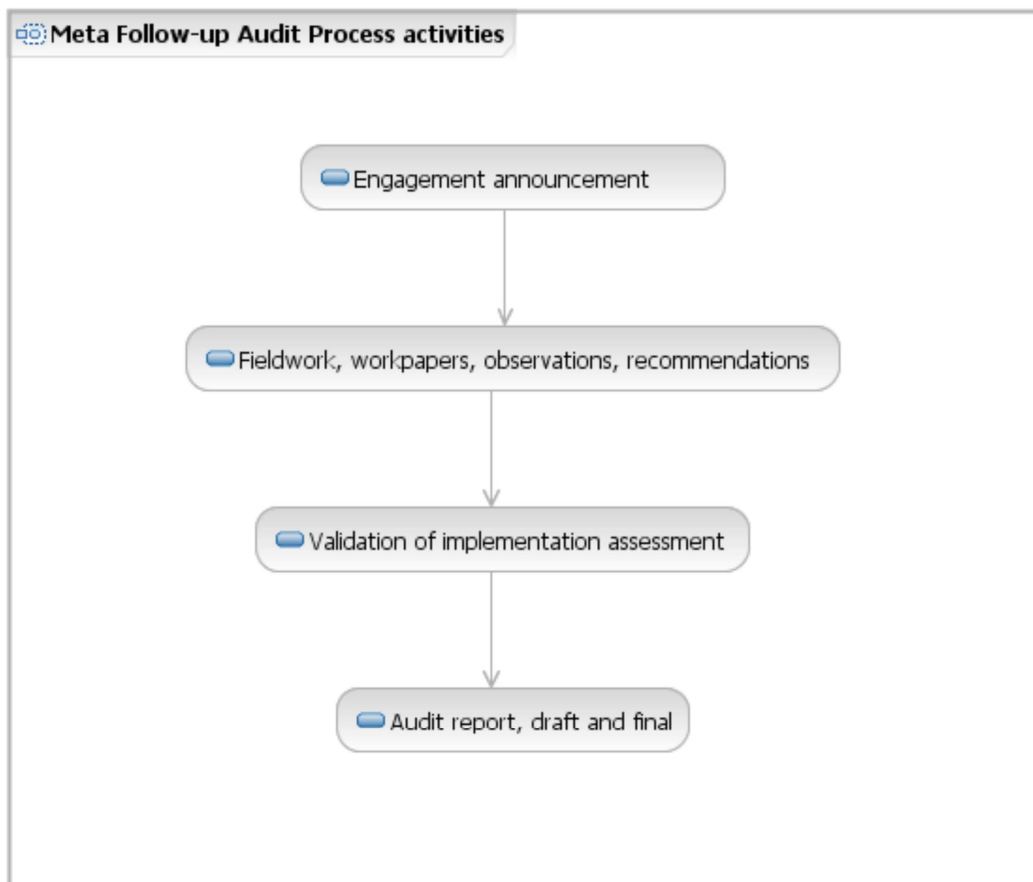 Meta Follow-up Audit Process activities
Engagement announcement
Fieldwork, workpapers, observations, recommendations
Validation of implementation assessment
Audit report, draft and final